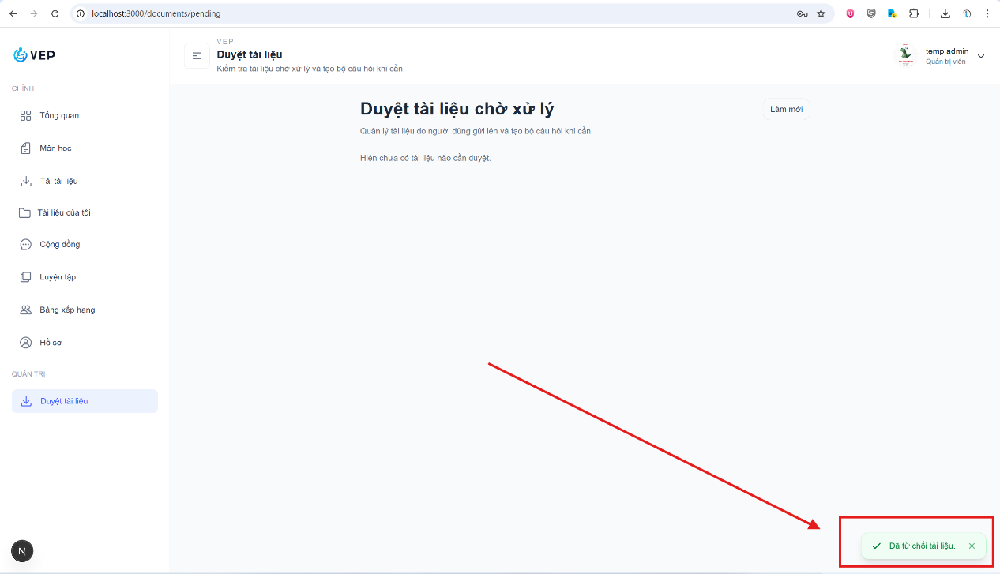 localhost:3000/documents/pending
VEP
CHÍNH
Tổng quan
Môn học
Tải tài liệu
Tài liệu của tôi
Cộng đồng
Luyện tập
Bảng xếp hạng
Hồ sơ
QUẢN TRỊ
Duyệt tài liệu
N
VEP
Duyệt tài liệu
Kiểm tra tài liệu chờ xử lý và tạo bộ câu hỏi khi cần.
temp.admin
Quản trị viên
Duyệt tài liệu chờ xử lý
Làm mới
Quản lý tài liệu do người dùng gửi lên và tạo bộ câu hỏi khi cần.
Hiện chưa có tài liệu nào cần duyệt.
Đã từ chối tài liệu.